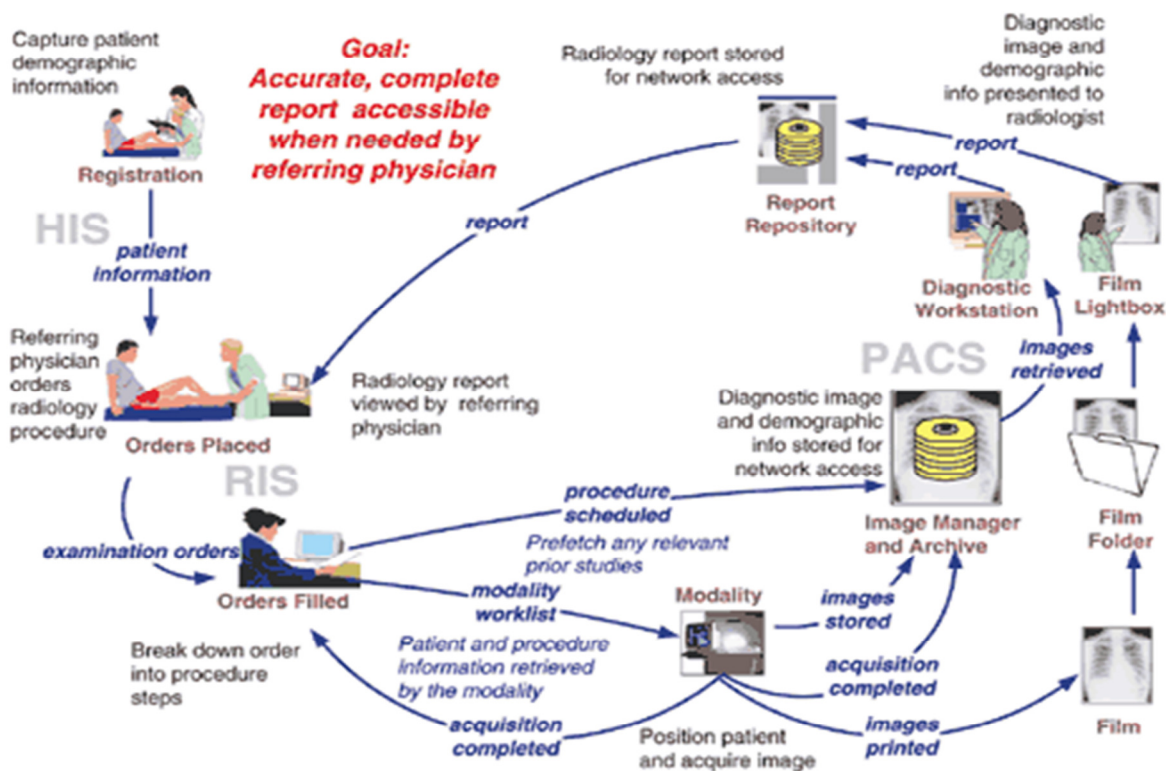 Capture patient
demographic
information
Registration
HIS
patient
information
Goal:
Accurate, complete
report accessible
when needed by
referring physician
Radiology report stored
for network access
Report
Repository
report
Diagnostic
image and
demographic
info presented to
radiologist
report
report
Diagnostic
Workstation
Film
Lightbox
Referring
physician
orders
radiology
procedure
Orders Placed
Radiology report
viewed by referring
physician
PACS
images
retrieved
Diagnostic image
and demographic
info stored for
network access
Image Manager
and Archive
Film
Folder
RIS
examination orders
Orders Filled
procedure
scheduled
Prefetch any relevant
prior studies
modality
worklist
Modality
images
stored
Break down order
into procedure
steps
Patient and procedure
information retrieved
by the modality
acquisition
completed
acquisition
completed
Position patient
and acquire image
images
printed
Film